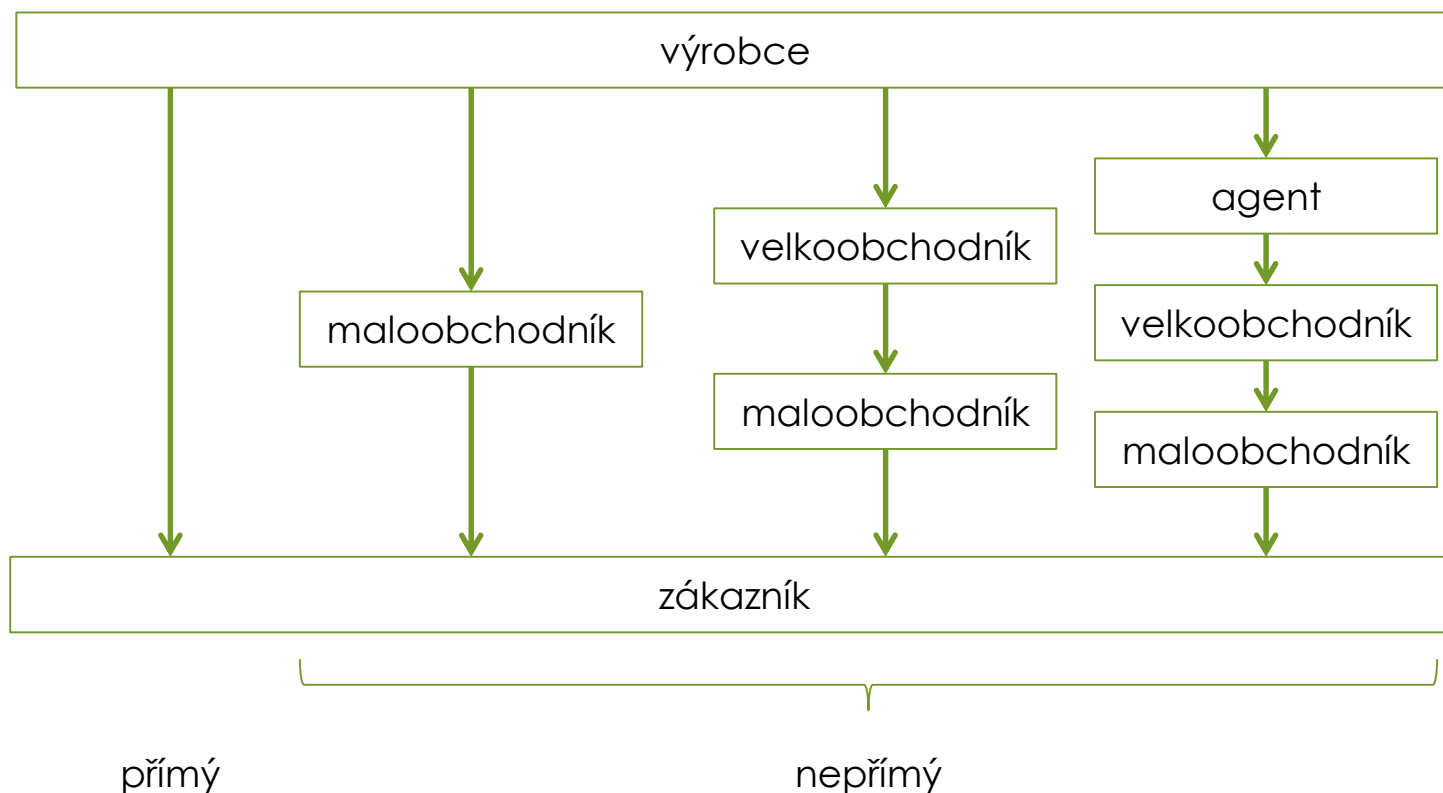 výrobce
agent
velkoobchodník
velkoobchodník
maloobchodník
maloobchodník
maloobchodník
zákazník
přímý
nepřímý